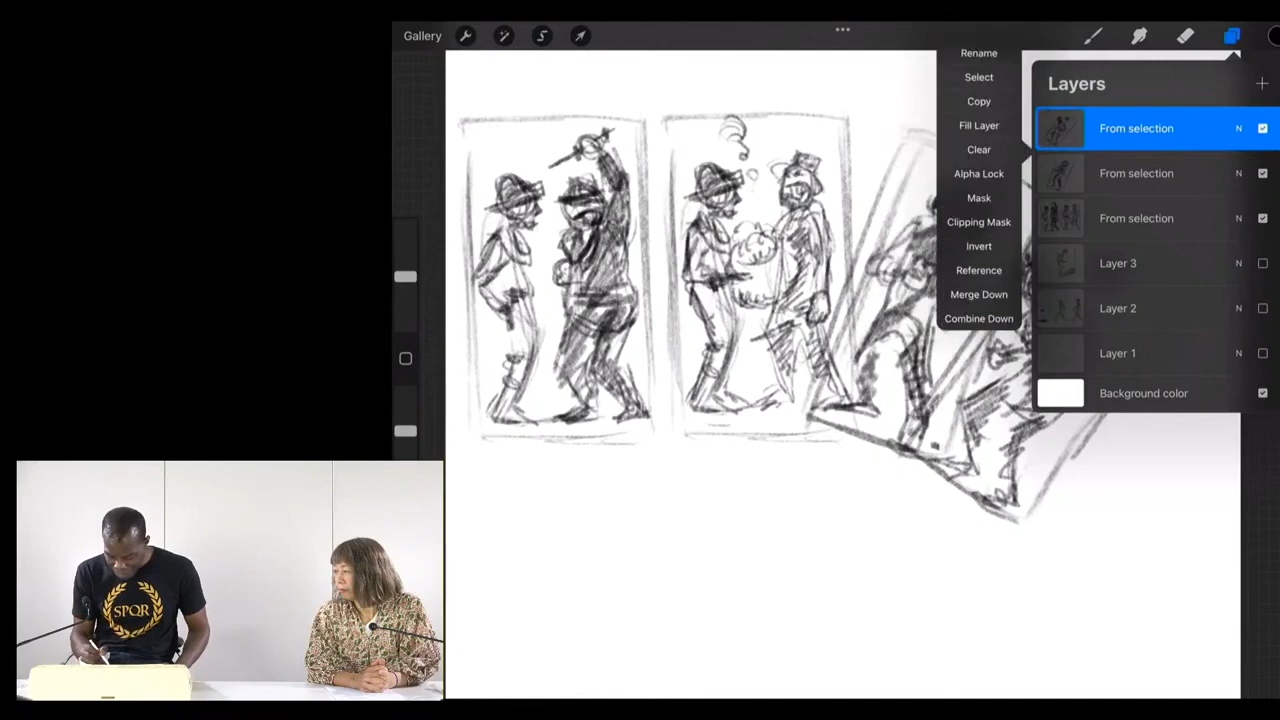 Gallery
Rename
Select
Copy
Fill Layer
Clear
Alpha Lock
Mask
Clipping Mask
Invert
Reference
Merge Down
Combine Down
Layers
From selection N
From selection N
From selection N
Layer 3 N
Layer 2 N
Layer 1 N
Background color
SPQR